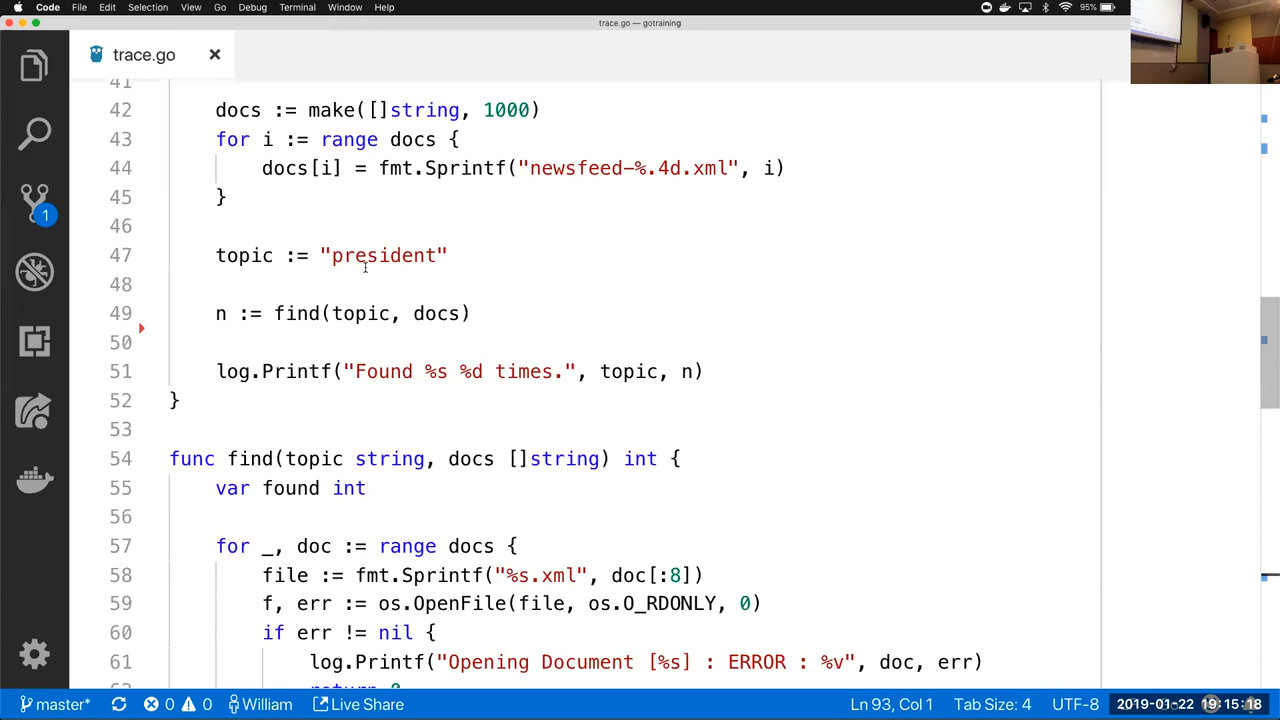 Code File Edit Selection View Go Debug Terminal Window Help 95%
trace.go — gotraining
trace.go
41
42 docs := make([]string, 1000)
43 for i := range docs {
44 docs[i] = fmt.Sprintf("newsfeed-%.4d.xml", i)
45 }
46
47 topic := "president"
48
49 n := find(topic, docs)
50
51 log.Printf("Found %s %d times.", topic, n)
52 }
53
54 func find(topic string, docs []string) int {
55 var found int
56
57 for _, doc := range docs {
58 file := fmt.Sprintf("%s.xml", doc[:8])
59 f, err := os.OpenFile(file, os.O_RDONLY, 0)
60 if err != nil {
61 log.Printf("Opening Document [%s] : ERROR : %v", doc, err)
return 0
1
master* 0 0 William Live Share Ln 93, Col 1 Tab Size: 4 UTF-8 2019-01-22 19:15:18